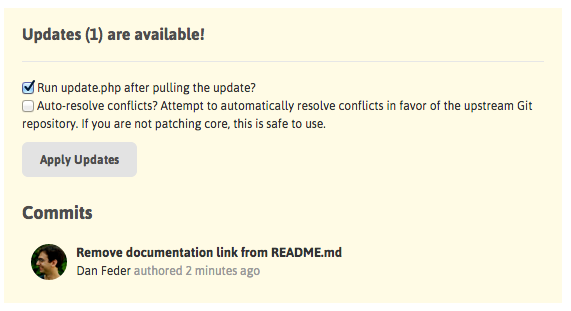 Updates (1) are available!
Run update.php after pulling the update?
Auto-resolve conflicts? Attempt to automatically resolve conflicts in favor of the upstream Git
repository. If you are not patching core, this is safe to use.
Apply Updates
Commits
Remove documentation link from README.md
Dan Feder authored 2 minutes ago